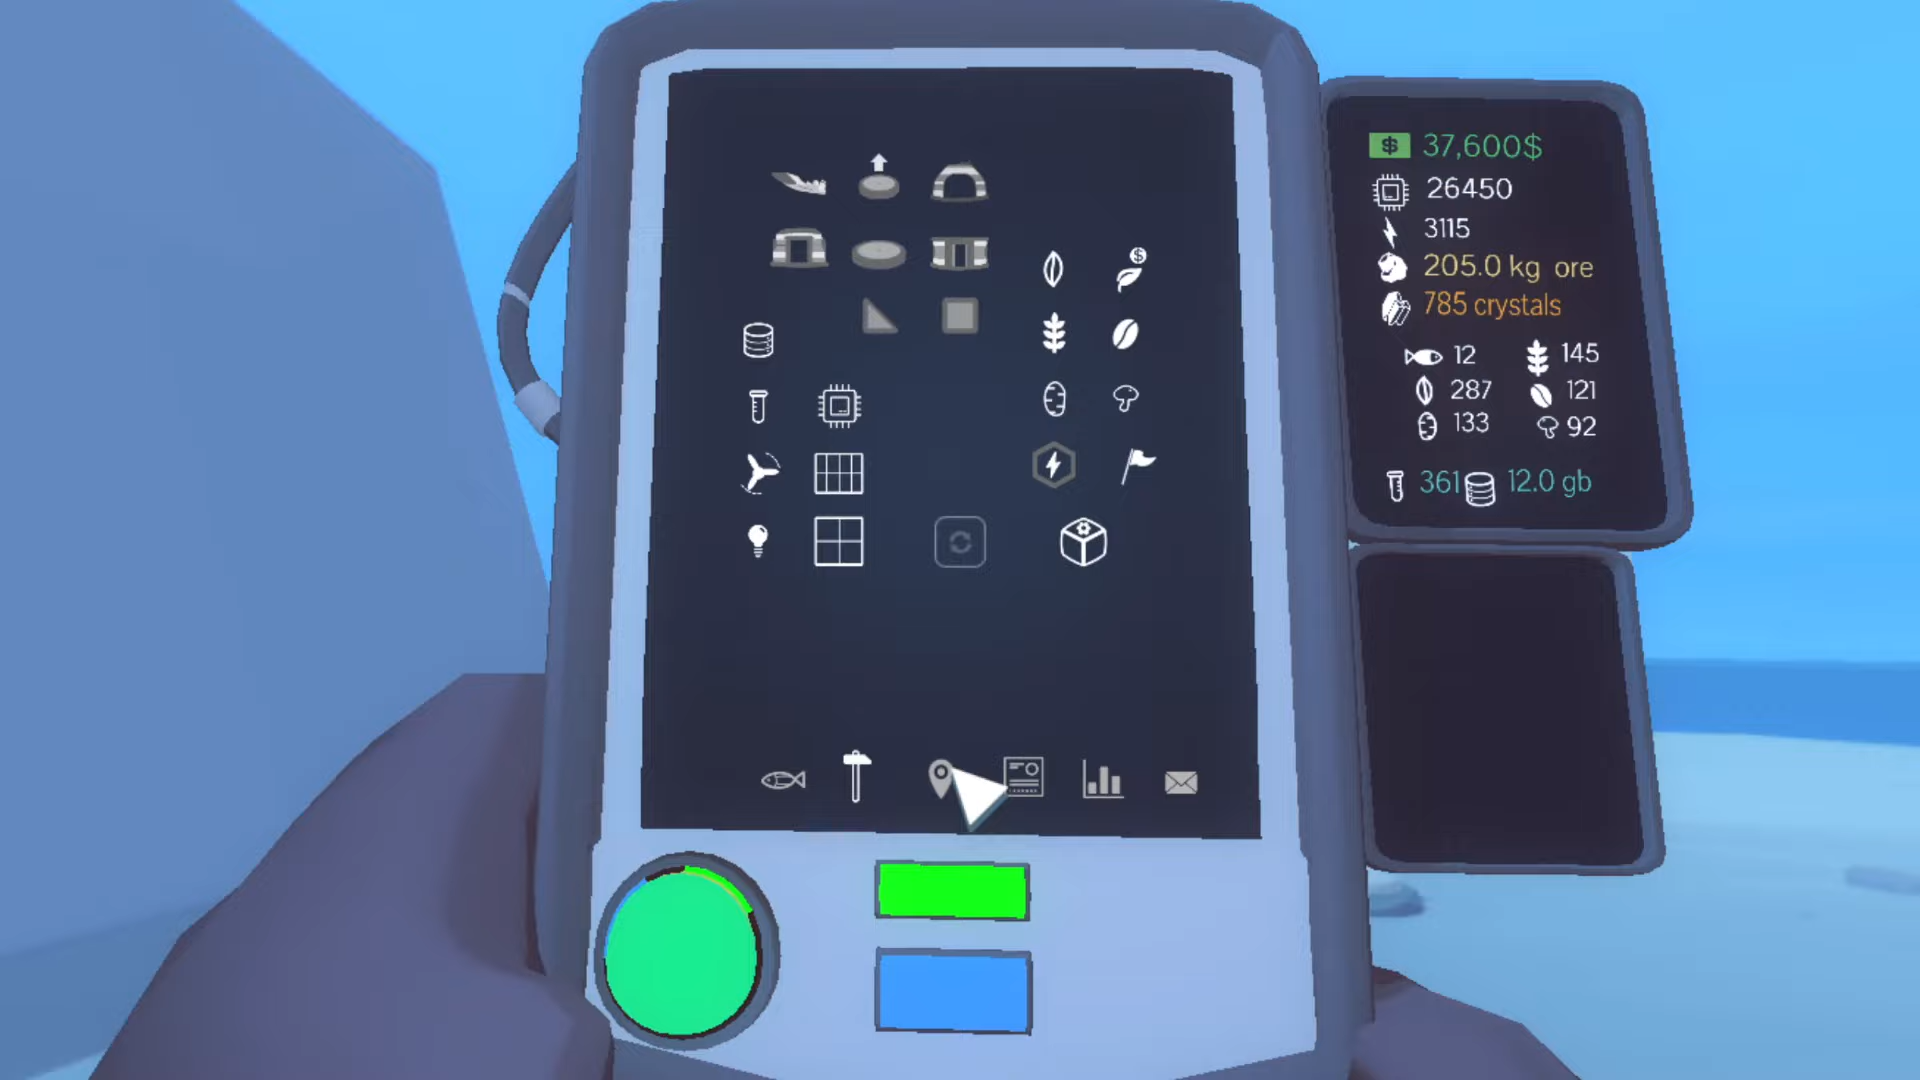 $ 37,600$
26450
3115
205.0 kg ore
785 crystals
12 145
287 121
133 92
361 12.0 gb
$